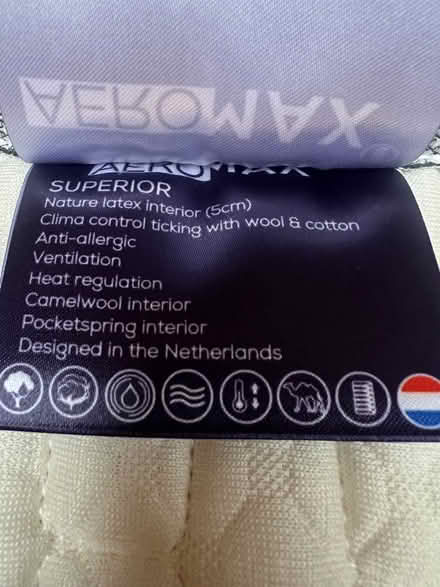 AEROMAX
AEROMAX
SUPERIOR
Nature latex interior (5cm)
Clima control ticking with wool & cotton
Anti-allergic
Ventilation
Heat regulation
Camelwool interior
Pocketspring interior
Designed in the Netherlands